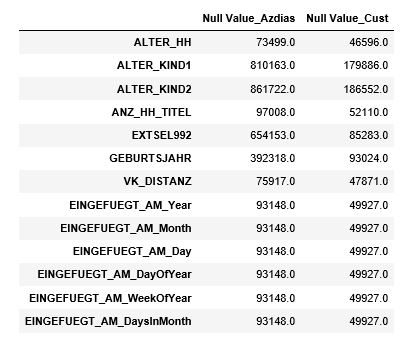 Null Value_Azdias Null Value_Cust
ALTER_HH 73499.0 46596.0
ALTER_KIND1 810163.0 179886.0
ALTER_KIND2 861722.0 186552.0
ANZ_HH_TITEL 97008.0 52110.0
EXTSEL992 654153.0 85283.0
GEBURTSJAHR 392318.0 93024.0
VK_DISTANZ 75917.0 47871.0
EINGEFUEGT_AM_Year 93148.0 49927.0
EINGEFUEGT_AM_Month 93148.0 49927.0
EINGEFUEGT_AM_Day 93148.0 49927.0
EINGEFUEGT_AM_DayOfYear 93148.0 49927.0
EINGEFUEGT_AM_WeekOfYear 93148.0 49927.0
EINGEFUEGT_AM_DaysInMonth 93148.0 49927.0